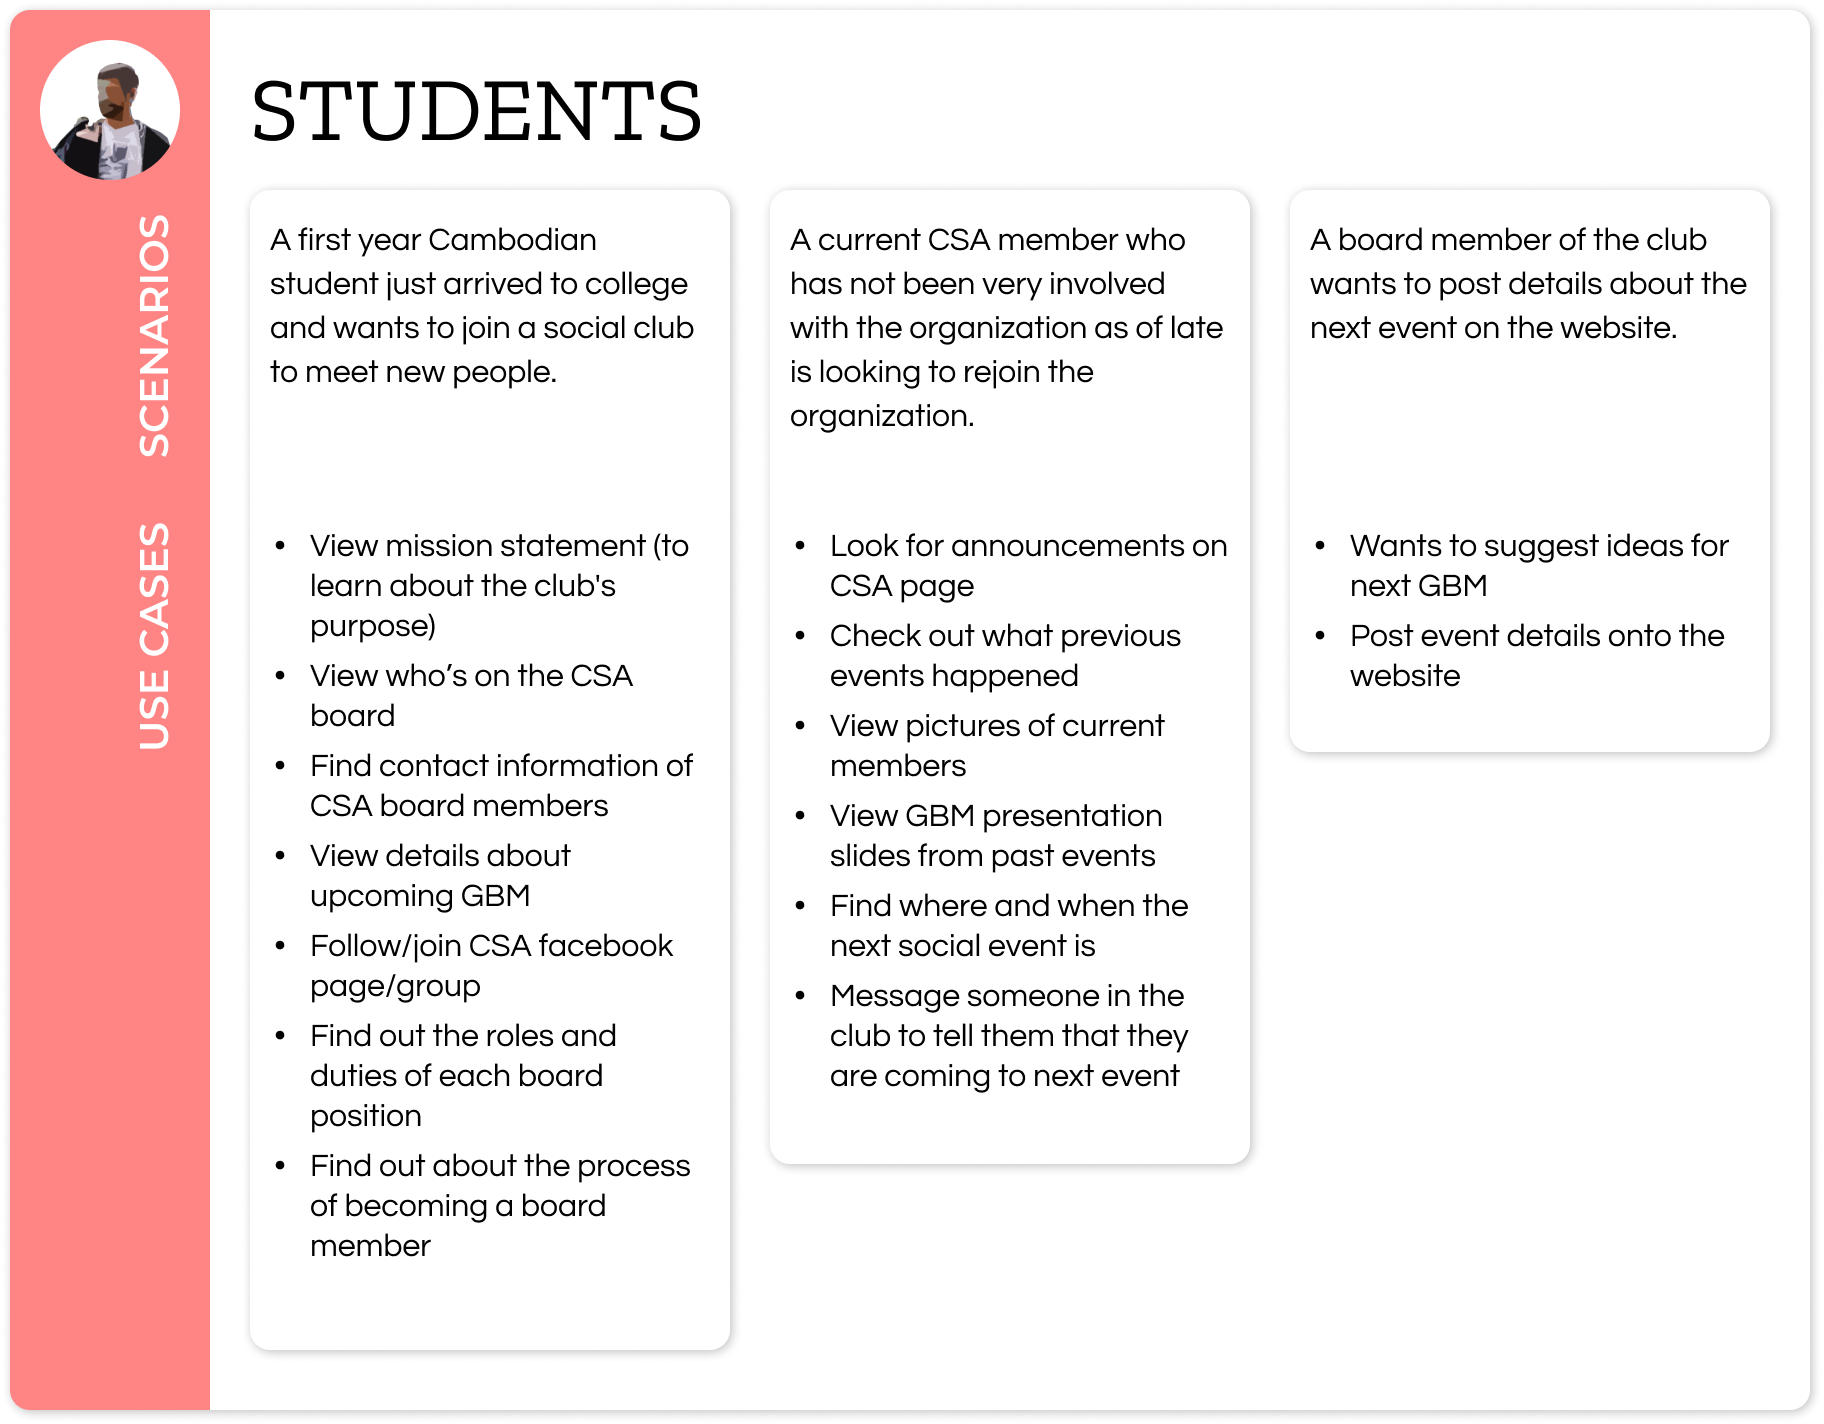 STUDENTS
SCENARIOS
A first year Cambodian
student just arrived to college
and wants to join a social club
to meet new people.
A current CSA member who
has not been very involved
with the organization as of late
is looking to rejoin the
organization.
A board member of the club
wants to post details about the
next event on the website.
USE CASES
• View mission statement (to
learn about the club's
purpose)
• View who’s on the CSA
board
• Find contact information of
CSA board members
• View details about
upcoming GBM
• Follow/join CSA facebook
page/group
• Find out the roles and
duties of each board
position
• Find out about the process
of becoming a board
member
• Look for announcements on
CSA page
• Check out what previous
events happened
• View pictures of current
members
• View GBM presentation
slides from past events
• Find where and when the
next social event is
• Message someone in the
club to tell them that they
are coming to next event
• Wants to suggest ideas for
next GBM
• Post event details onto the
website